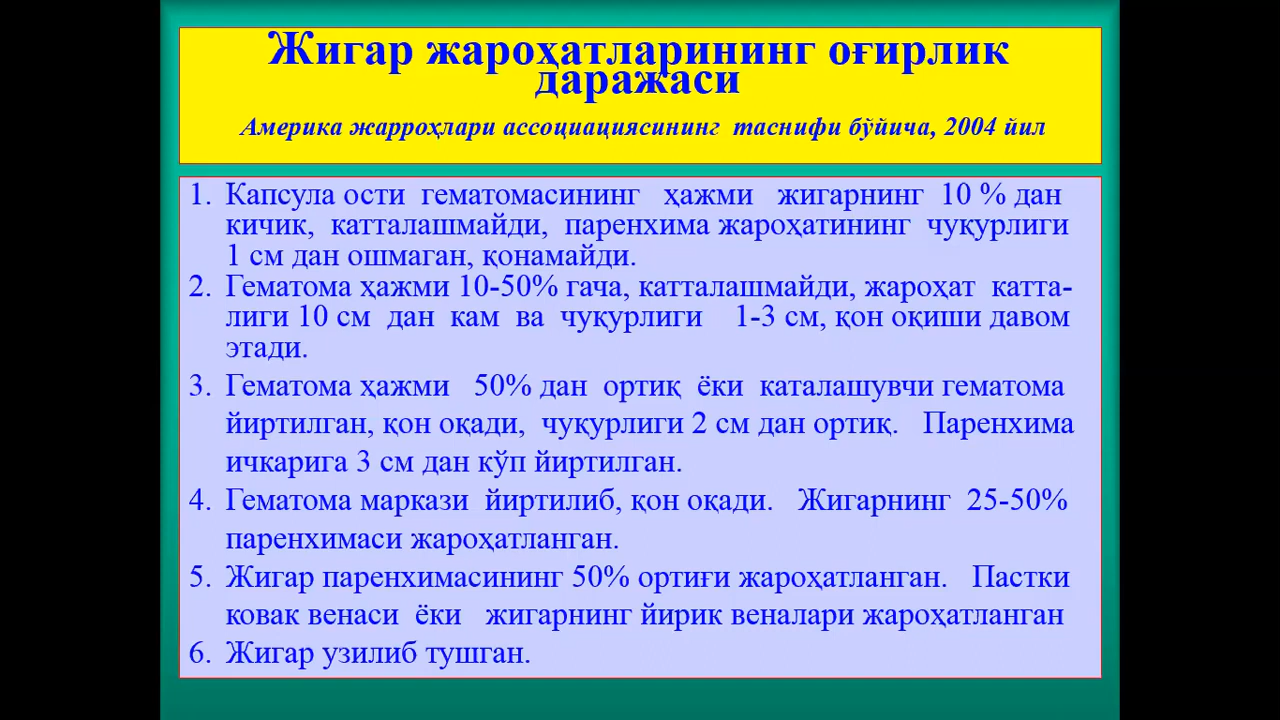 Жигар жароҳатларининг оғирлик
даражаси
Америка жарроҳлари ассоциациясининг таснифи бўйича, 2004 йил
1. Капсула ости гематомасининг ҳажми жигарнинг 10 % дан
кичик, катталашмайди, паренхима жароҳатининг чуқурлиги
1 см дан ошмаган, қонамайди.
2. Гематома ҳажми 10-50% гача, катталашмайди, жароҳат катта-
лиги 10 см дан кам ва чуқурлиги 1-3 см, қон оқиши давом
этади.
3. Гематома ҳажми 50% дан ортиқ ёки каталашувчи гематома
йиртилган, қон оқади, чуқурлиги 2 см дан ортиқ. Паренхима
ичкарига 3 см дан кўп йиртилган.
4. Гематома маркази йиртилиб, қон оқади. Жигарнинг 25-50%
паренхимаси жароҳатланган.
5. Жигар паренхимасининг 50% ортиғи жароҳатланган. Пастки
ковак венаси ёки жигарнинг йирик веналари жароҳатланган
6. Жигар узилиб тушган.